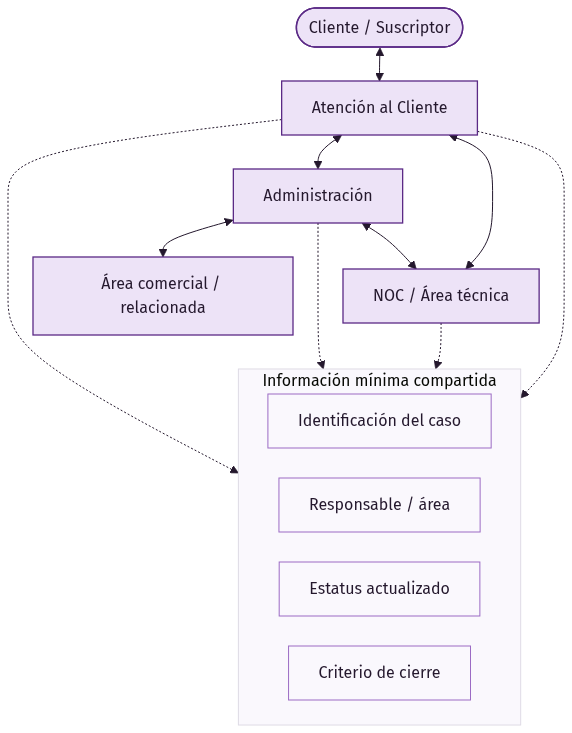 Cliente / Suscriptor
Atención al Cliente
Administración
Área comercial /
relacionada
NOC / Área técnica
Información mínima compartida
Identificación del caso
Responsable / área
Estatus actualizado
Criterio de cierre